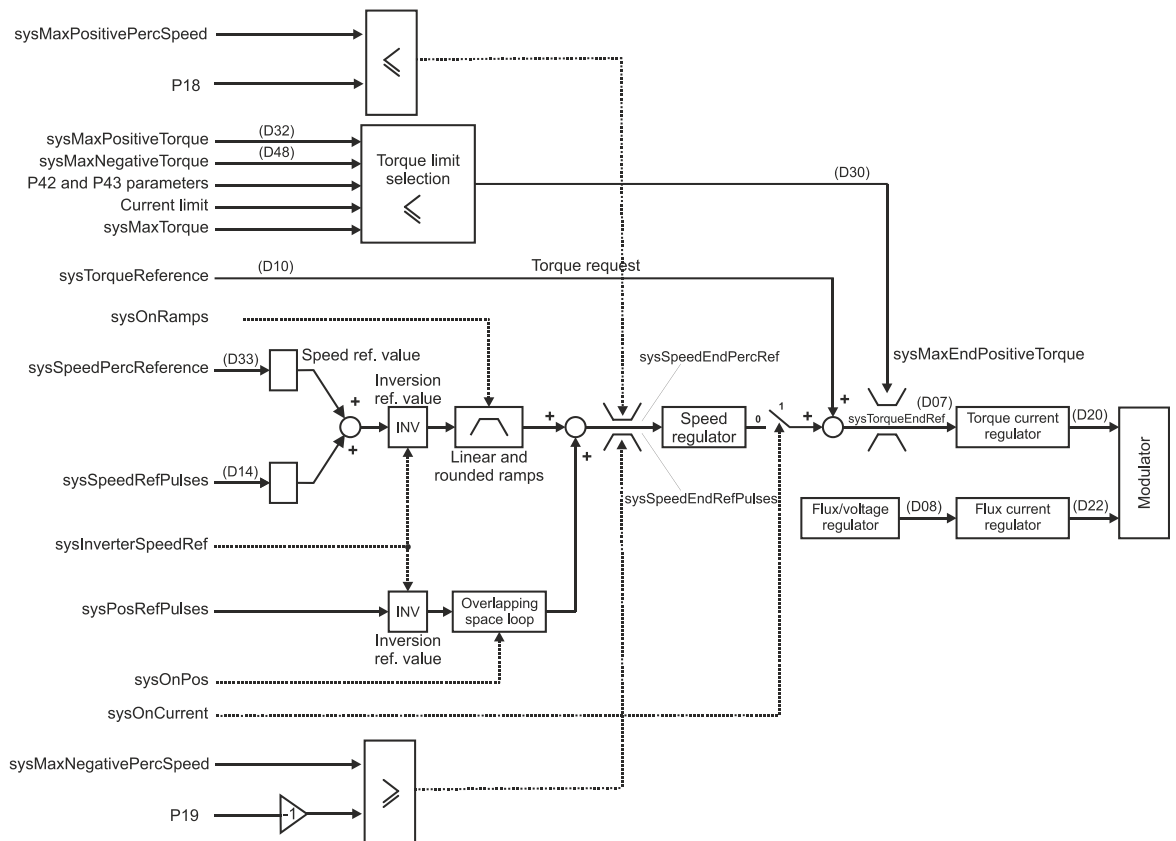 sysMaxPositivePercSpeed
P18
sysMaxPositiveTorque
(D32)
sysMaxNegativeTorque
(D48)
P42 and P43 parameters
Current limit
sysMaxTorque
Torque limit
selection
(D30)
sysTorqueReference
(D10)
Torque request
sysOnRamps
sysSpeedPercReference
(D33)
Speed ref. value
Inversion
ref. value
sysSpeedEndPercRef
sysMaxEndPositiveTorque
+
+
INV
Linear and
rounded ramps
+
+
Speed
regulator
0
1
+
+
sysTorqueEndRef
(D07)
Torque current
regulator
(D20)
Modulator
sysSpeedRefPulses
(D14)
sysSpeedEndRefPulses
Flux/voltage
regulator
(D08)
Flux current
regulator
(D22)
sysInverterSpeedRef
sysPosRefPulses
INV
Overlapping
space loop
Inversion
ref. value
sysOnPos
sysOnCurrent
sysMaxNegativePercSpeed
P19
-1